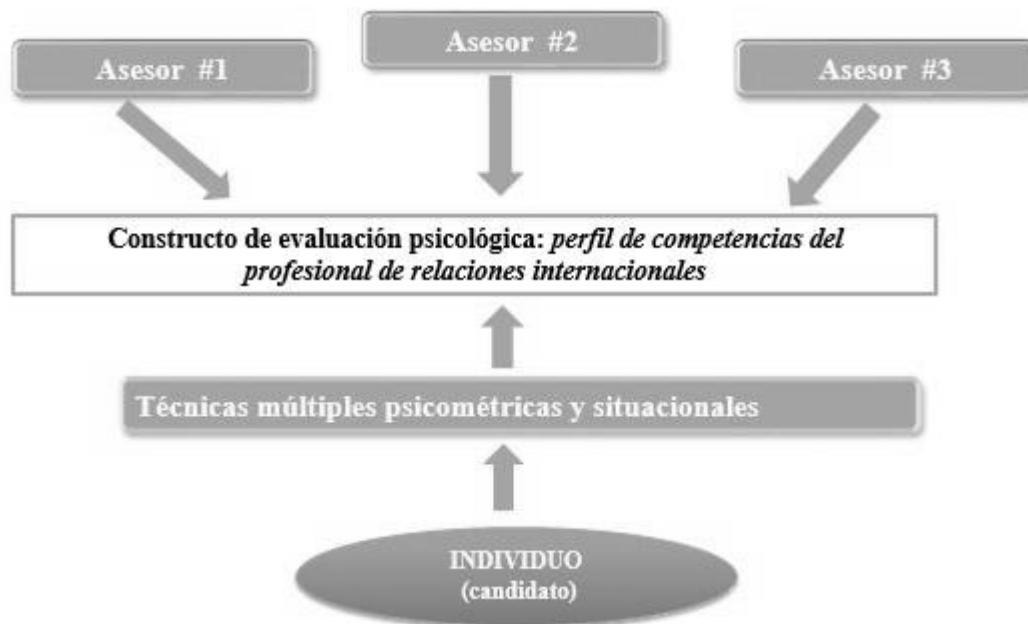 Asesor #1
Asesor #2
Asesor #3
Constructo de evaluación psicológica: perfil de competencias del
profesional de relaciones internacionales
Técnicas múltiples psicométricas y situacionales
INDIVIDUO
(candidato)